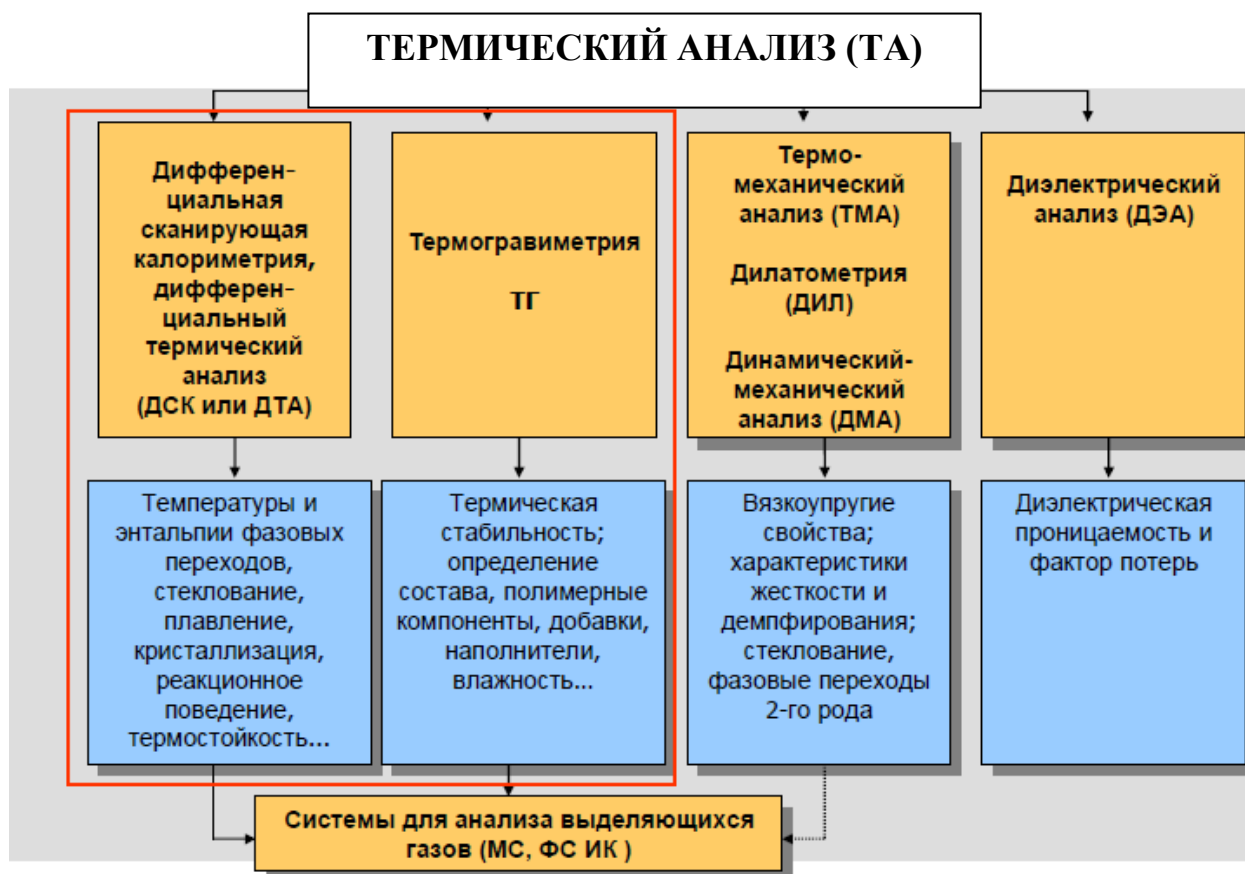 ТЕРМИЧЕСКИЙ АНАЛИЗ (ТА)
Дифферен-
циальная
сканирующая
калориметрия,
дифферен-
циальный
термический
анализ
(ДСК или ДТА)
Термогравиметрия
ТГ
Термо-
механический
анализ (ТМА)
Дилатометрия
(ДИЛ)
Динамический-
механический
анализ (ДМА)
Диэлектрический
анализ (ДЭА)
Температуры и
энтальпии фазовых
переходов,
стеклование,
плавление,
кристаллизация,
реакционное
поведение,
термостойкость...
Термическая
стабильность;
определение
состава, полимерные
компоненты, добавки,
наполнители,
влажность...
Вязкоупругие
свойства;
характеристики
жесткости и
демпфирования;
стеклование,
фазовые переходы
2-го рода
Диэлектрическая
проницаемость и
фактор потерь
Системы для анализа выделяющихся
газов (МС, ФС ИК )